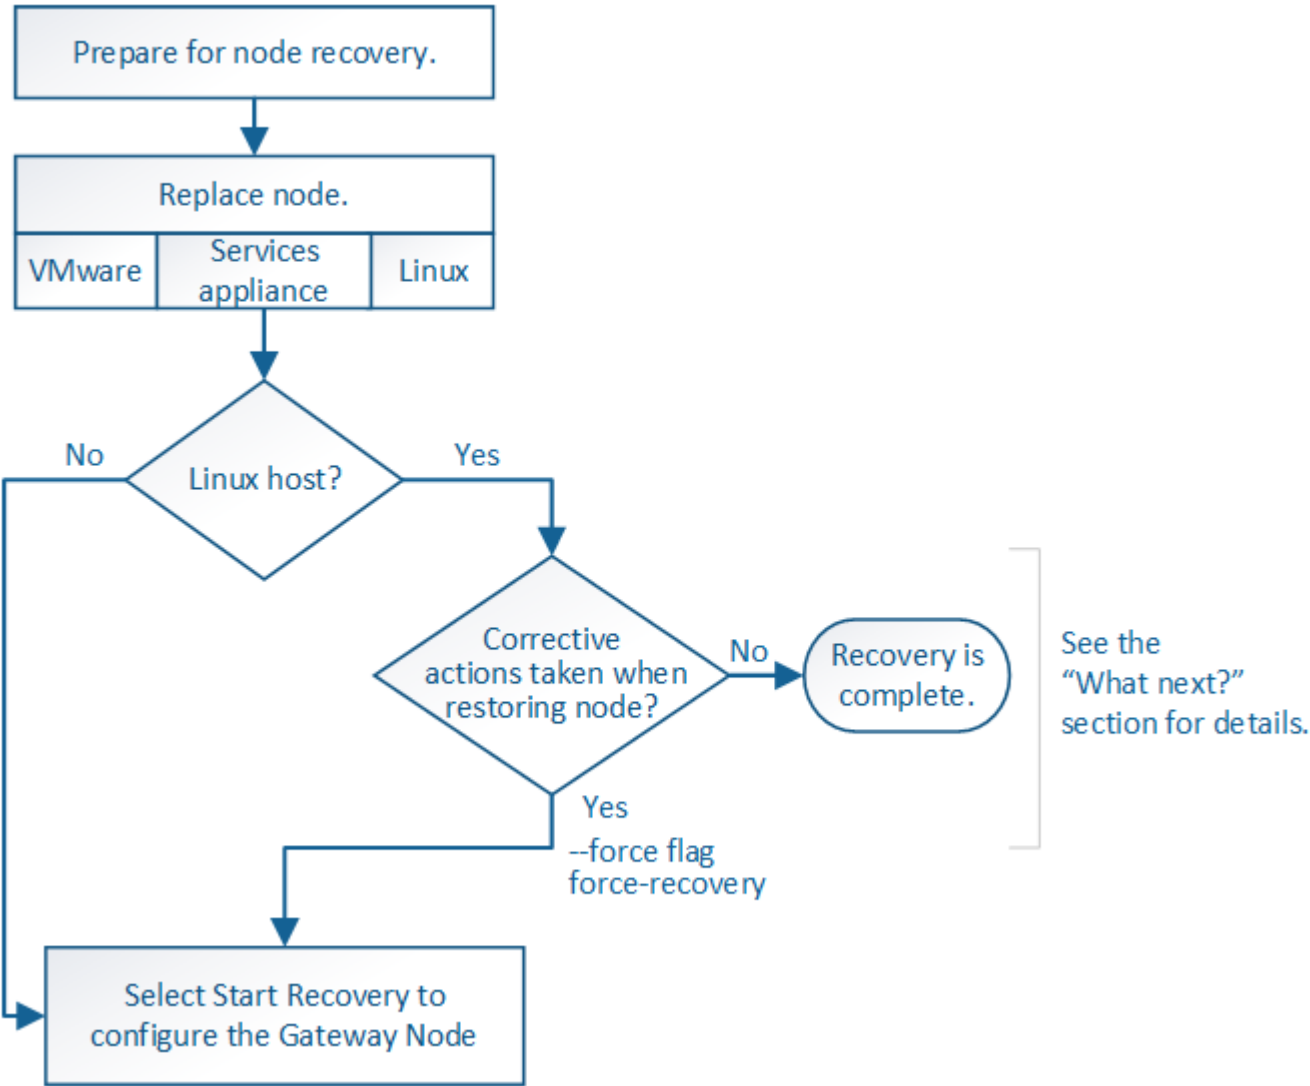 Prepare for node recovery.
Replace node.
VMware
Services
appliance
Linux
Linux host?
No
Yes
Corrective
actions taken when
restoring node?
No
Recovery is
complete.
See the
“What next?”
section for details.
Yes
--force flag
force-recovery
Select Start Recovery to
configure the Gateway Node